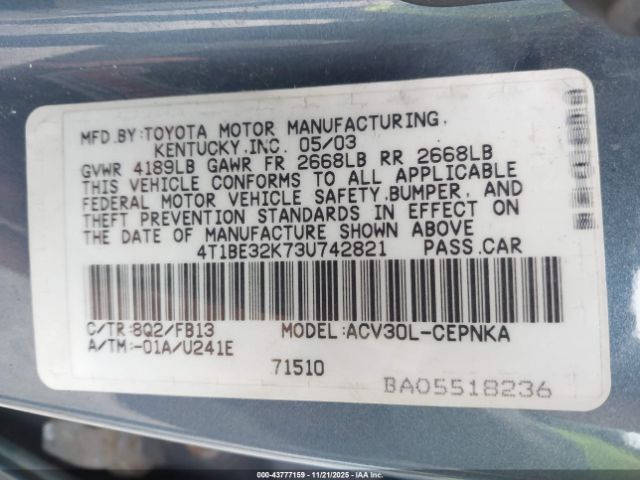 MFD.BY:TOYOTA MOTOR MANUFACTURING.
KENTUCKY.INC. 05/03
GVWR 4189LB GAWR FR 2668LB RR 2668LB
THIS VEHICLE CONFORMS TO ALL APPLICABLE
FEDERAL MOTOR VEHICLE SAFETY,BUMPER, AND
THEFT PREVENTION STANDARDS IN EFFECT ON
THE DATE OF MANUFACTURE SHOWN ABOVE
4T1BE32K73U742821 PASS.CAR
C/TR:8Q2/FB13 MODEL:ACV30L-CEPNKA
A/TM:-01A/U241E
71510
BA05518236
000-43777159 - 11/21/2025 - IAAI.COM